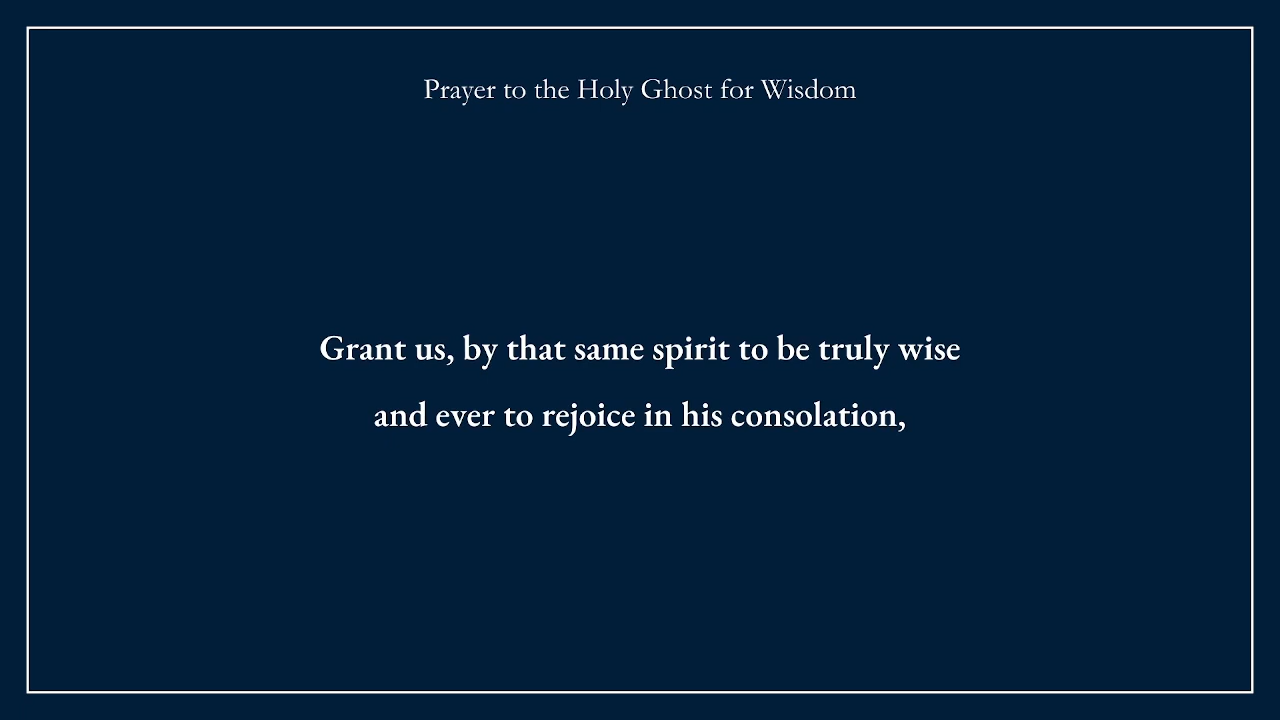 Prayer to the Holy Ghost for Wisdom
Grant us, by that same spirit to be truly wise
and ever to rejoice in his consolation,